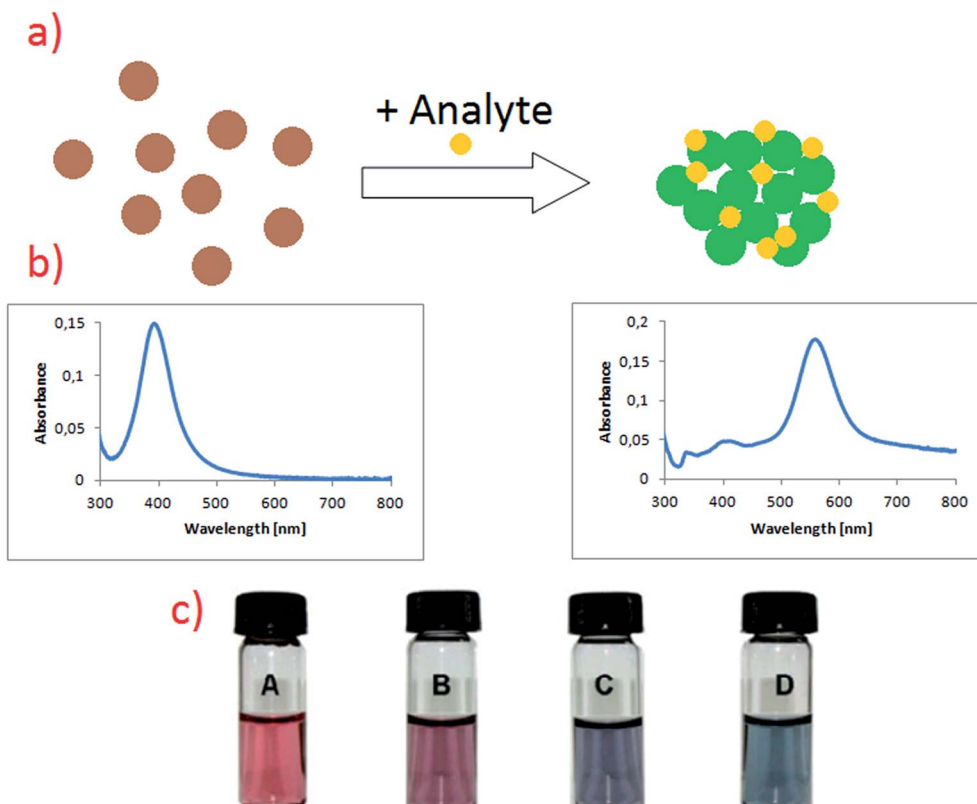 a)
+ Analyte
b)
0,15
0,1
0,05
0
Absorbance
300 400 500 600 700 800
Wavelength [nm]
0,2
0,15
0,1
0,05
0
Absorbance
300 400 500 600 700 800
Wavelength [nm]
c)
A B C D